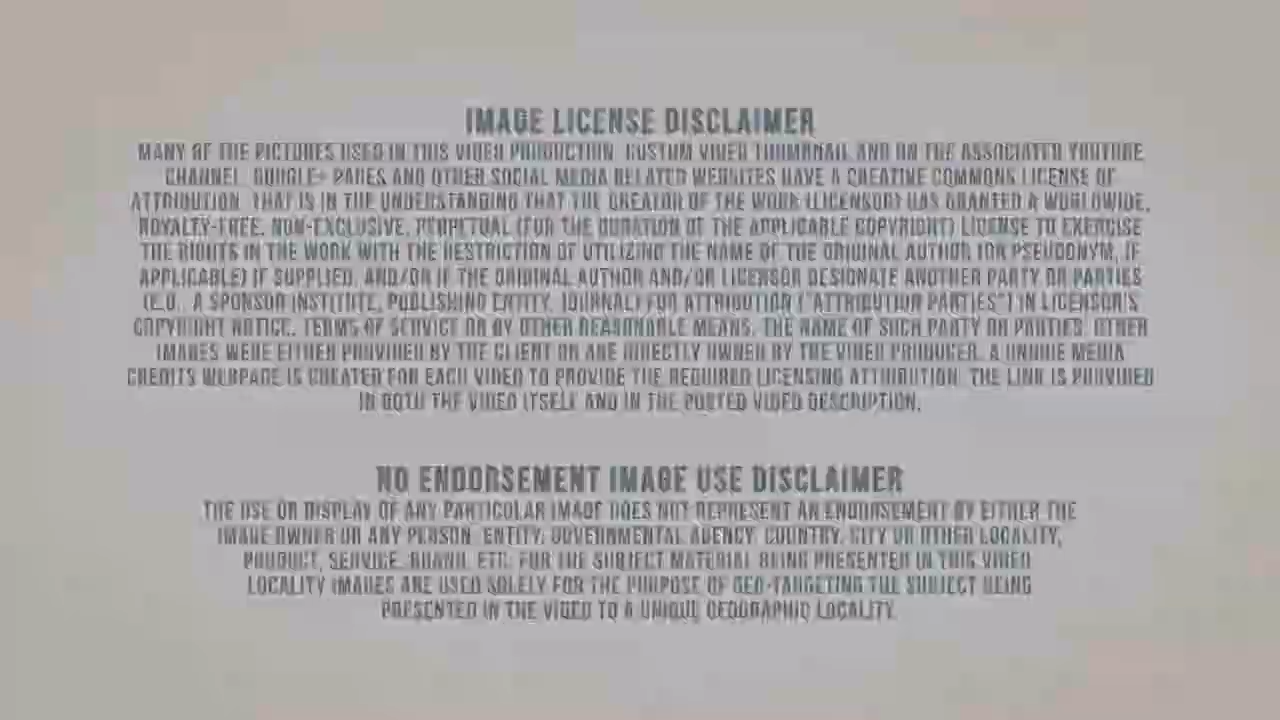 IMAGE LICENSE DISCLAIMER
MANY OF THE PICTURES USED IN THIS VIDEO PRODUCTION, CUSTOM VIDEO THUMBNAIL AND ON THE ASSOCIATED YOUTUBE
CHANNEL, GOOGLE+ PAGES AND OTHER SOCIAL MEDIA RELATED WEBSITES HAVE A CREATIVE COMMONS LICENSE OF
ATTRIBUTION. THAT IS IN THE UNDERSTANDING THAT THE CREATOR OF THE WORK (LICENSOR) HAS GRANTED A WORLDWIDE,
ROYALTY-FREE, NON-EXCLUSIVE, PERPETUAL (FOR THE DURATION OF THE APPLICABLE COPYRIGHT) LICENSE TO EXERCISE
THE RIGHTS IN THE WORK WITH THE RESTRICTION OF UTILIZING THE NAME OF THE ORIGINAL AUTHOR (OR PSEUDONYM, IF
APPLICABLE) IF SUPPLIED, AND/OR IF THE ORIGINAL AUTHOR AND/OR LICENSOR DESIGNATE ANOTHER PARTY OR PARTIES
(E.G., A SPONSOR INSTITUTE, PUBLISHING ENTITY, JOURNAL) FOR ATTRIBUTION ("ATTRIBUTION PARTIES") IN LICENSOR'S
COPYRIGHT NOTICE, TERMS OF SERVICE OR BY OTHER REASONABLE MEANS, THE NAME OF SUCH PARTY OR PARTIES. OTHER
IMAGES WERE EITHER PROVIDED BY THE CLIENT OR ARE DIRECTLY OWNED BY THE VIDEO PRODUCER. A UNIQUE MEDIA
CREDITS WEBPAGE IS CREATED FOR EACH VIDEO TO PROVIDE THE REQUIRED LICENSING ATTRIBUTION. THE LINK IS PROVIDED
IN BOTH THE VIDEO ITSELF AND IN THE POSTED VIDEO DESCRIPTION.
NO ENDORSEMENT IMAGE USE DISCLAIMER
THE USE OR DISPLAY OF ANY PARTICULAR IMAGE DOES NOT REPRESENT AN ENDORSEMENT BY EITHER THE
IMAGE OWNER OR ANY PERSON, ENTITY, GOVERNMENTAL AGENCY, COUNTRY, CITY OR OTHER LOCALITY,
PRODUCT, SERVICE, BRAND, ETC. FOR THE SUBJECT MATERIAL BEING PRESENTED IN THIS VIDEO
LOCALITY IMAGES ARE USED SOLELY FOR THE PURPOSE OF GEO-TARGETING THE SUBJECT BEING
PRESENTED IN THE VIDEO TO A UNIQUE GEOGRAPHIC LOCALITY.